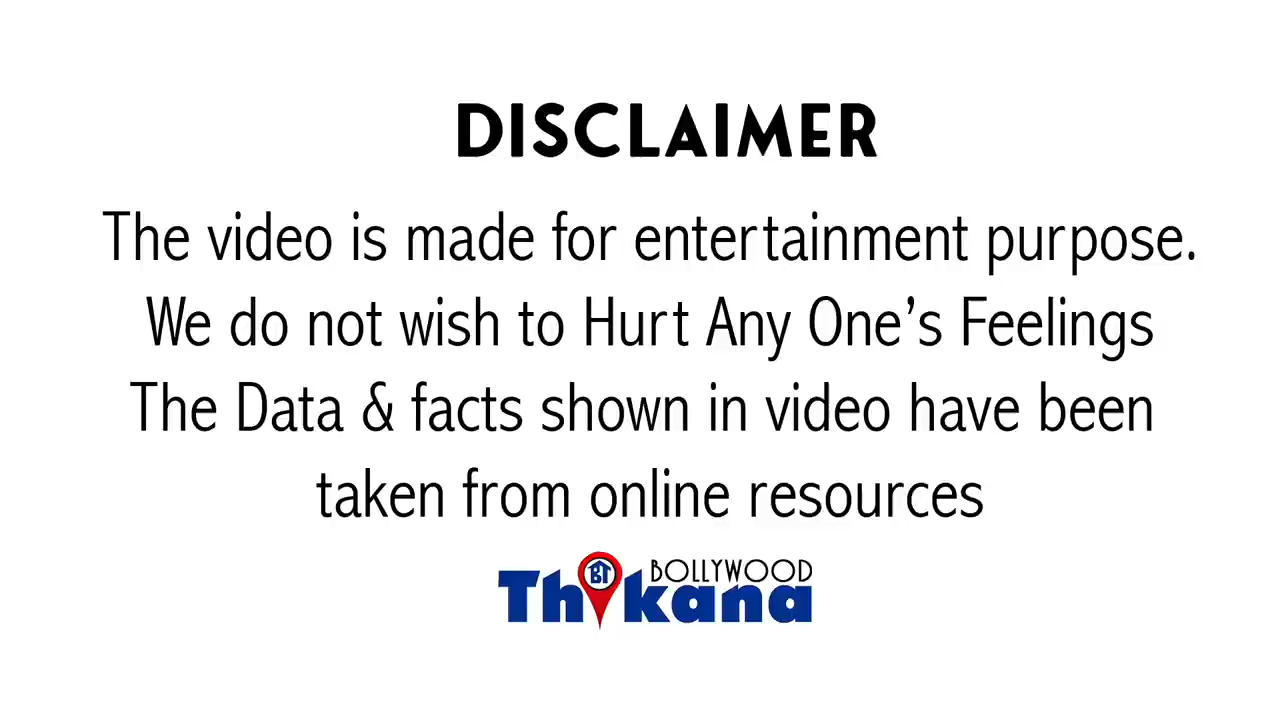 DISCLAIMER
The video is made for entertainment purpose.
We do not wish to Hurt Any One’s Feelings
The Data & facts shown in video have been
taken from online resources
BT
BOLLYWOOD
Thikana